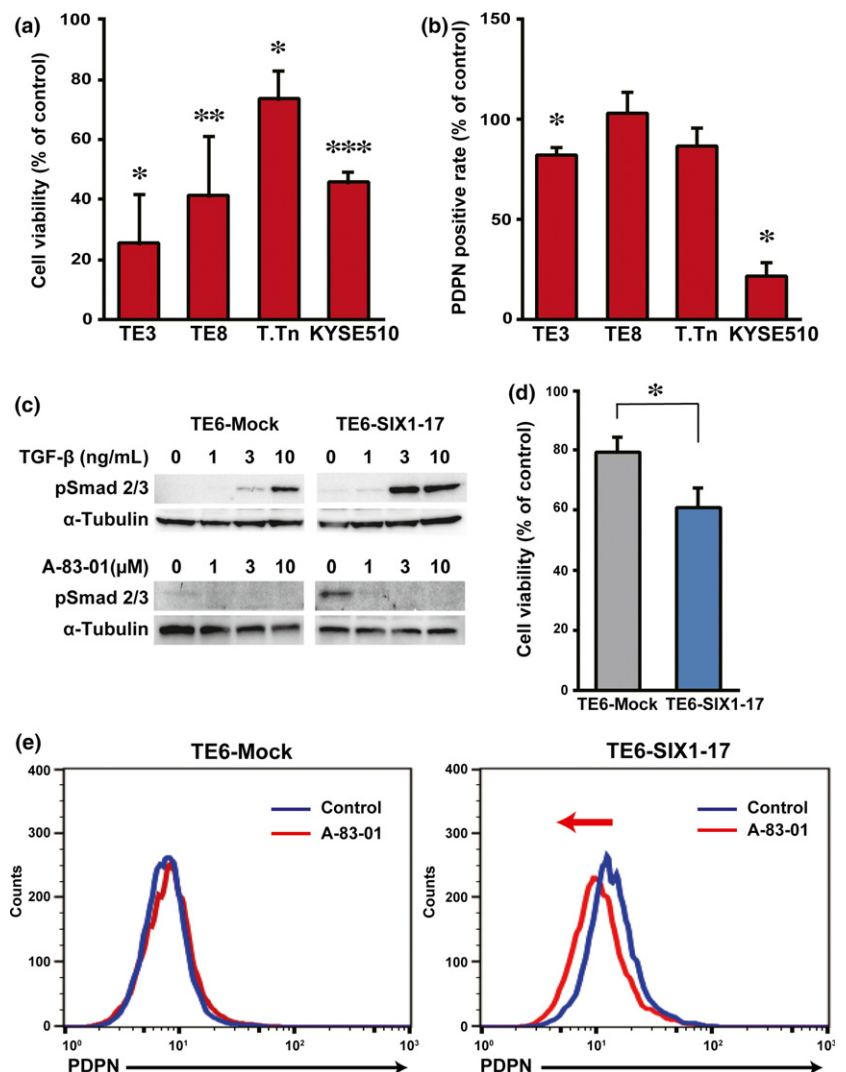 (a)
Cell viability (% of control)
100
80
60
40
20
0
*
**
*
***
TE3 TE8 T.Tn KYSE510
(b)
PDPN positive rate (% of control)
150
100
50
0
*
*
TE3 TE8 T.Tn KYSE510
(c)
TE6-Mock TE6-SIX1-17
TGF-β (ng/mL) 0 1 3 10 0 1 3 10
pSmad 2/3
α-Tubulin
A-83-01(μM) 0 1 3 10 0 1 3 10
pSmad 2/3
α-Tubulin
(d)
Cell viability (% of control)
100
80
60
40
20
0
*
TE6-Mock TE6-SIX1-17
(e)
TE6-Mock
Counts
400
300
200
100
0
Control
A-83-01
10⁰ 10¹ 10² 10³
PDPN
TE6-SIX1-17
Counts
400
300
200
100
0
Control
A-83-01
10⁰ 10¹ 10² 10³
PDPN